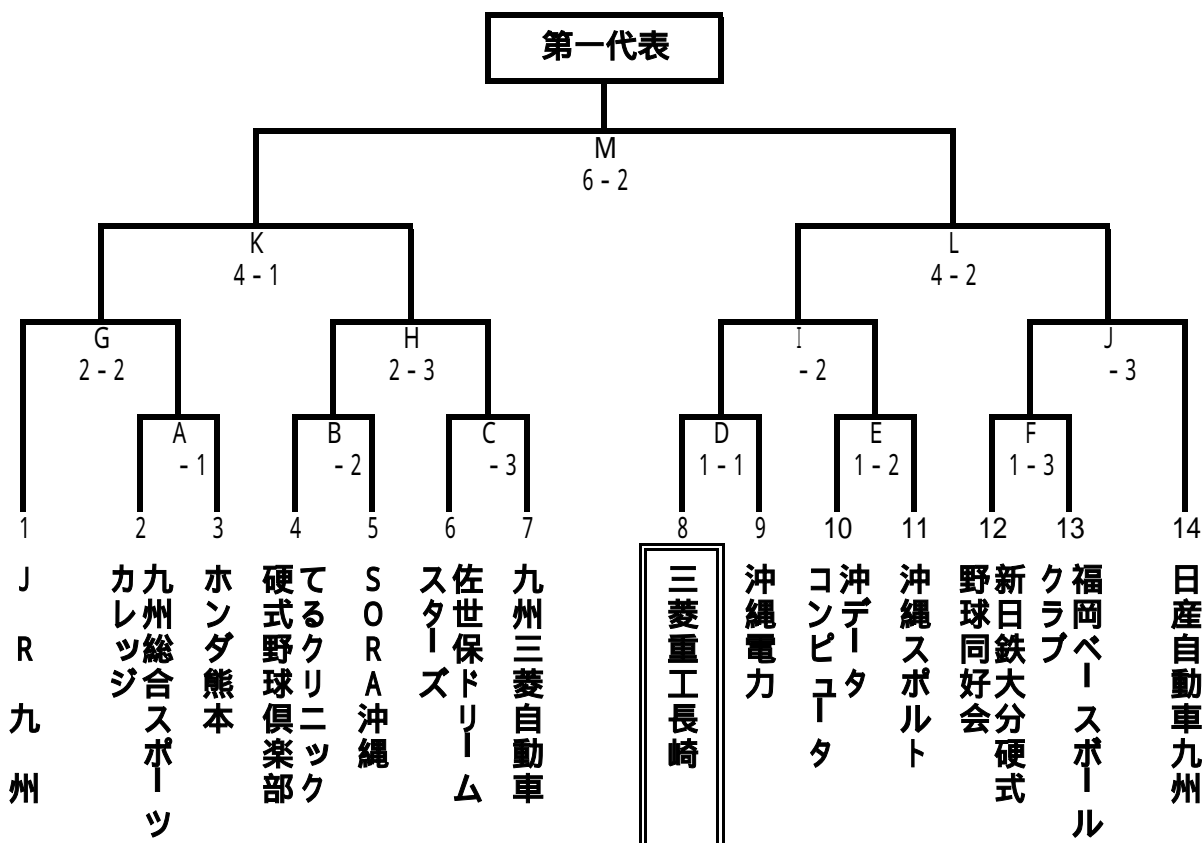 第一代表
M
6-2
K
4-1
L
4-2
G
2-2
H
2-3
I
-2
J
-3
A
-1
B
-2
C
-3
D
1-1
E
1-2
F
1-3
1
2
3
4
5
6
7
8
9
10
11
12
13
14
JR九州
九州総合スポーツ
カレッジ
ホンダ熊本
てるクリニック
硬式野球倶楽部
SORA沖縄
佐世保ドリーム
スターズ
九州三菱自動車
三菱重工長崎
沖縄電力
沖データ
コンピュータ
沖縄スポルト
新日鉄大分硬式
野球同好会
福岡ベースボール
クラブ
日産自動車九州